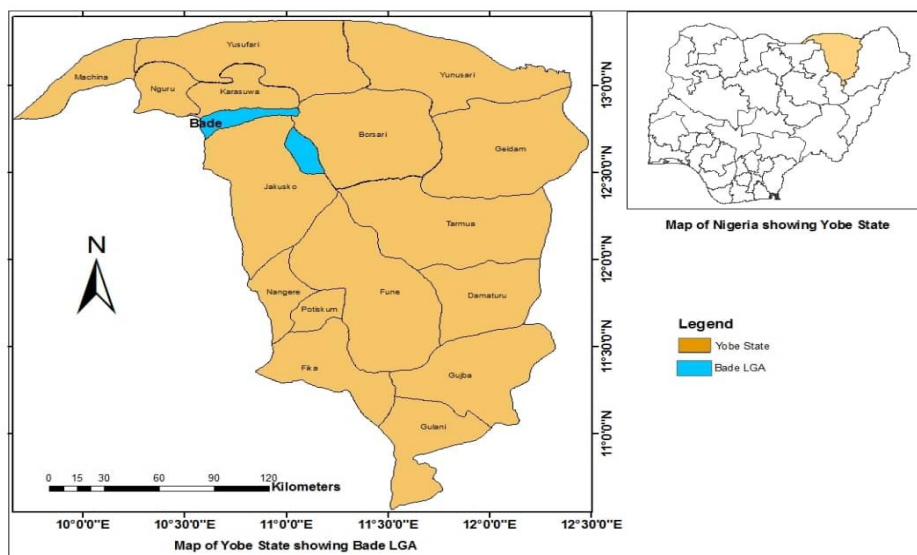 Yusufari
Machina
Yunusari
Nguru
Karasuwa
Bade
Borsari
Geidam
Jakusko
Tarmua
N
Nangere
Fune
Damaturu
Potiskum
Fika
Gujba
Gulani
0 15 30 60 90 120
Kilometers
10°0'0"E 10°30'0"E 11°0'0"E 11°30'0"E 12°0'0"E 12°30'0"E
13°0'0"N
12°30'0"N
12°0'0"N
11°30'0"N
11°0'0"N
Map of Yobe State showing Bade LGA
Map of Nigeria showing Yobe State
Legend
Yobe State
Bade LGA